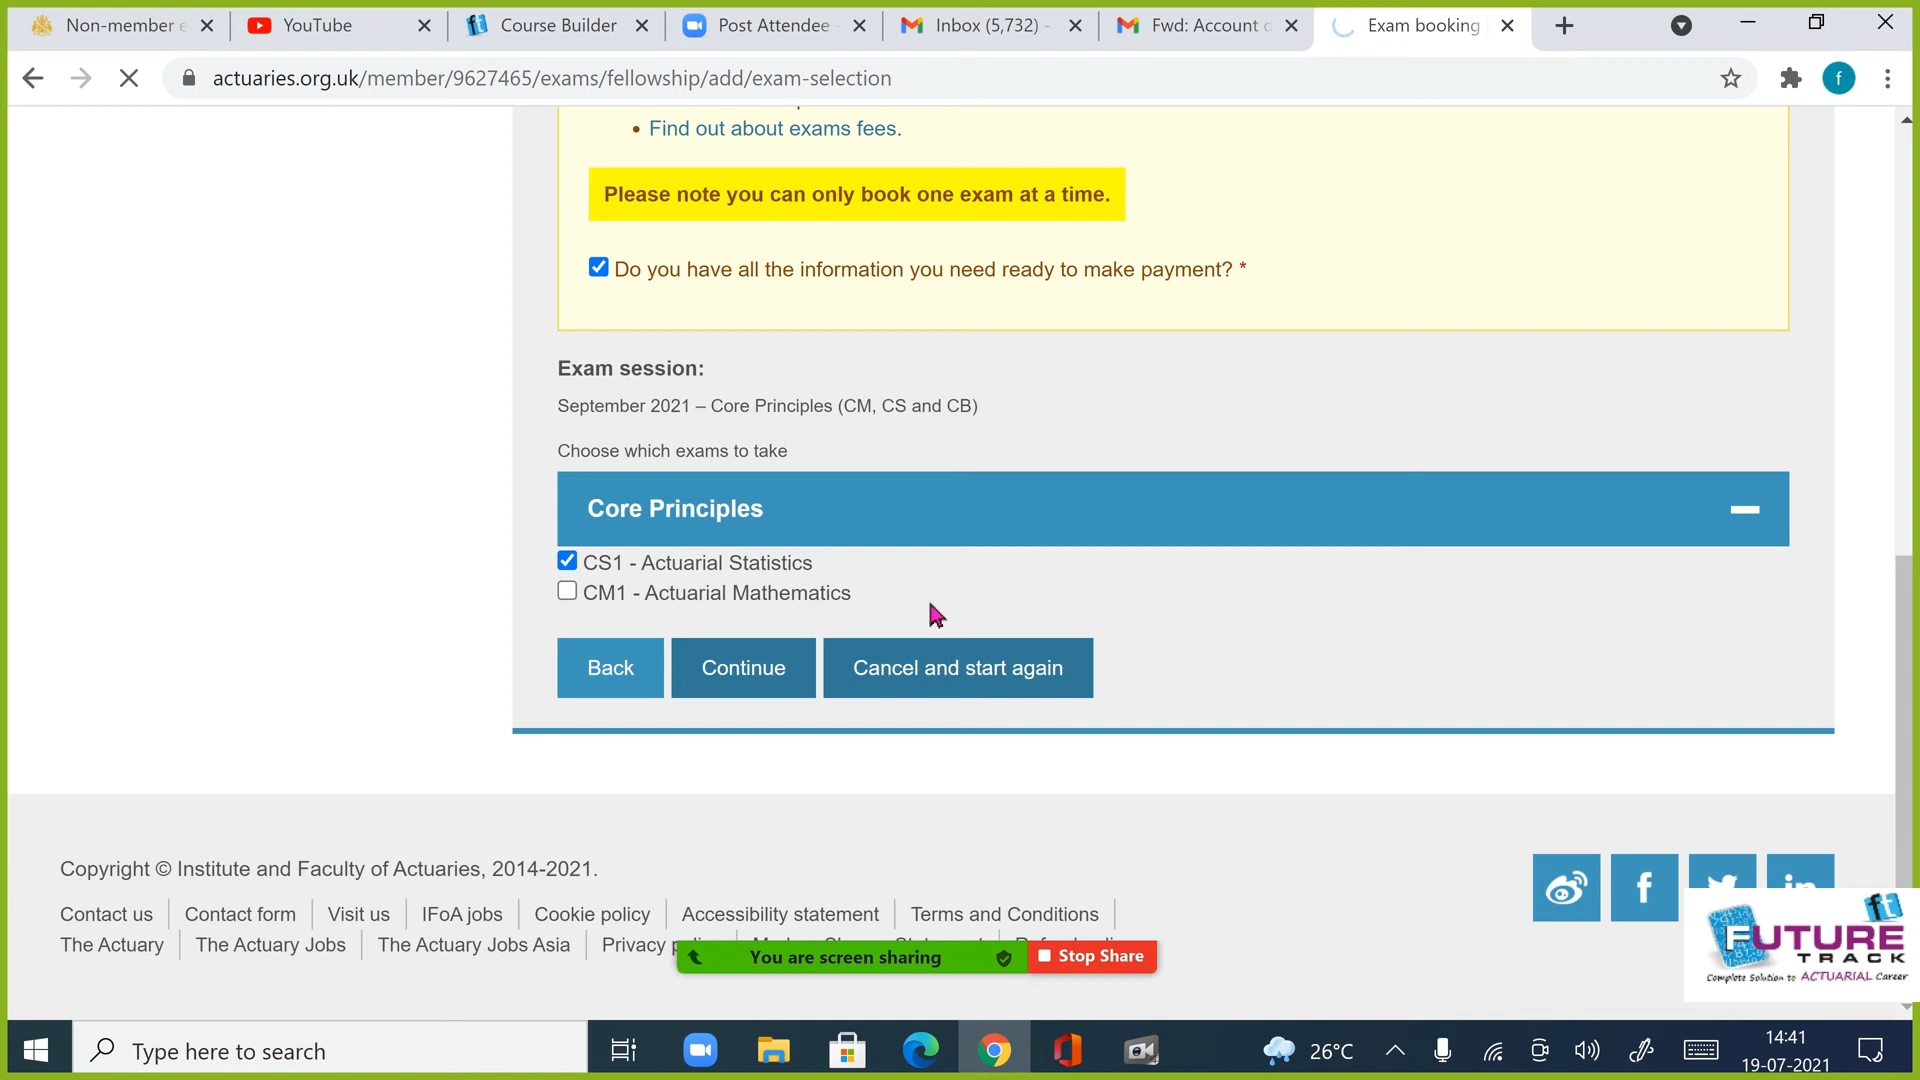 Non-member e
YouTube
Course Builder
Post Attendee -
Inbox (5,732) -
Fwd: Account d
Exam booking
actuaries.org.uk/member/9627465/exams/fellowship/add/exam-selection
f
• Find out about exams fees.
Please note you can only book one exam at a time.
Do you have all the information you need ready to make payment? *
Exam session:
September 2021 – Core Principles (CM, CS and CB)
Choose which exams to take
Core Principles
CS1 - Actuarial Statistics
CM1 - Actuarial Mathematics
Back
Continue
Cancel and start again
Copyright © Institute and Faculty of Actuaries, 2014-2021.
Contact us
Contact form
Visit us
IFoA jobs
Cookie policy
Accessibility statement
Terms and Conditions
The Actuary
The Actuary Jobs
The Actuary Jobs Asia
Privacy
You are screen sharing
Stop Share
ft
FUTURE
TRACK
Complete Solution to ACTUARIAL Career
Type here to search
26°C
14:41
19-07-2021